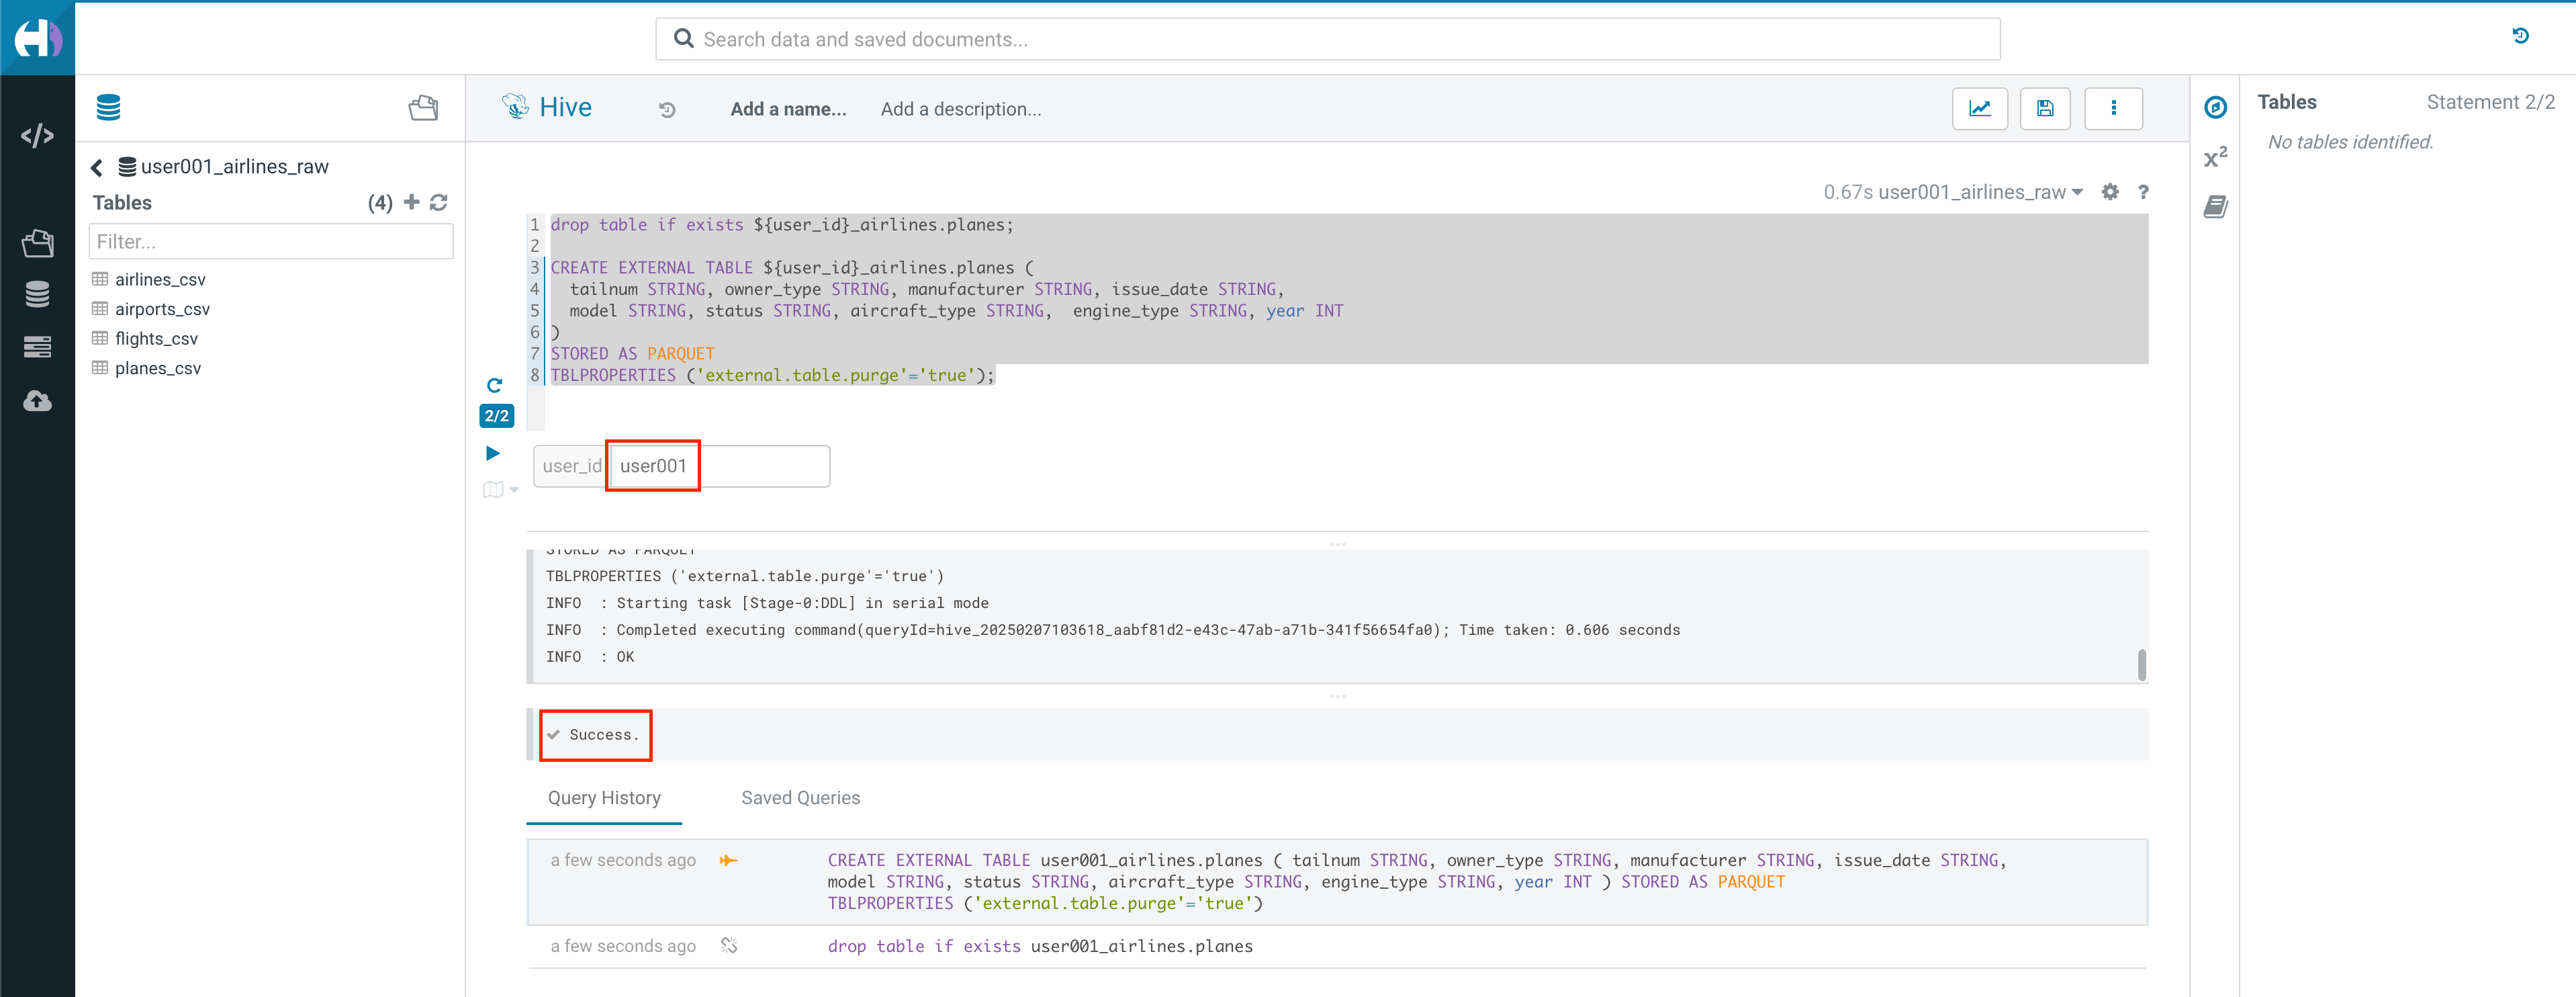 Search data and saved documents...
Hive
Add a name...
Add a description...
user001_airlines_raw
Tables
(4)
Filter...
airlines_csv
airports_csv
flights_csv
planes_csv
0.67s user001_airlines_raw
?
1 drop table if exists ${user_id}_airlines.planes;
2
3 CREATE EXTERNAL TABLE ${user_id}_airlines.planes (
4 tailnum STRING, owner_type STRING, manufacturer STRING, issue_date STRING,
5 model STRING, status STRING, aircraft_type STRING,  engine_type STRING, year INT
6 )
7 STORED AS PARQUET
8 TBLPROPERTIES ('external.table.purge'='true');
2/2
user_id user001
STORED AS PARQUET
TBLPROPERTIES ('external.table.purge'='true')
INFO  : Starting task [Stage-0:DDL] in serial mode
INFO  : Completed executing command(queryId=hive_20250207103618_aabf81d2-e43c-47ab-a71b-341f56654fa0); Time taken: 0.606 seconds
INFO  : OK
Success.
Query History
Saved Queries
a few seconds ago
CREATE EXTERNAL TABLE user001_airlines.planes ( tailnum STRING, owner_type STRING, manufacturer STRING, issue_date STRING,
model STRING, status STRING, aircraft_type STRING, engine_type STRING, year INT ) STORED AS PARQUET
TBLPROPERTIES ('external.table.purge'='true')
a few seconds ago
drop table if exists user001_airlines.planes
x²
Tables
Statement 2/2
No tables identified.